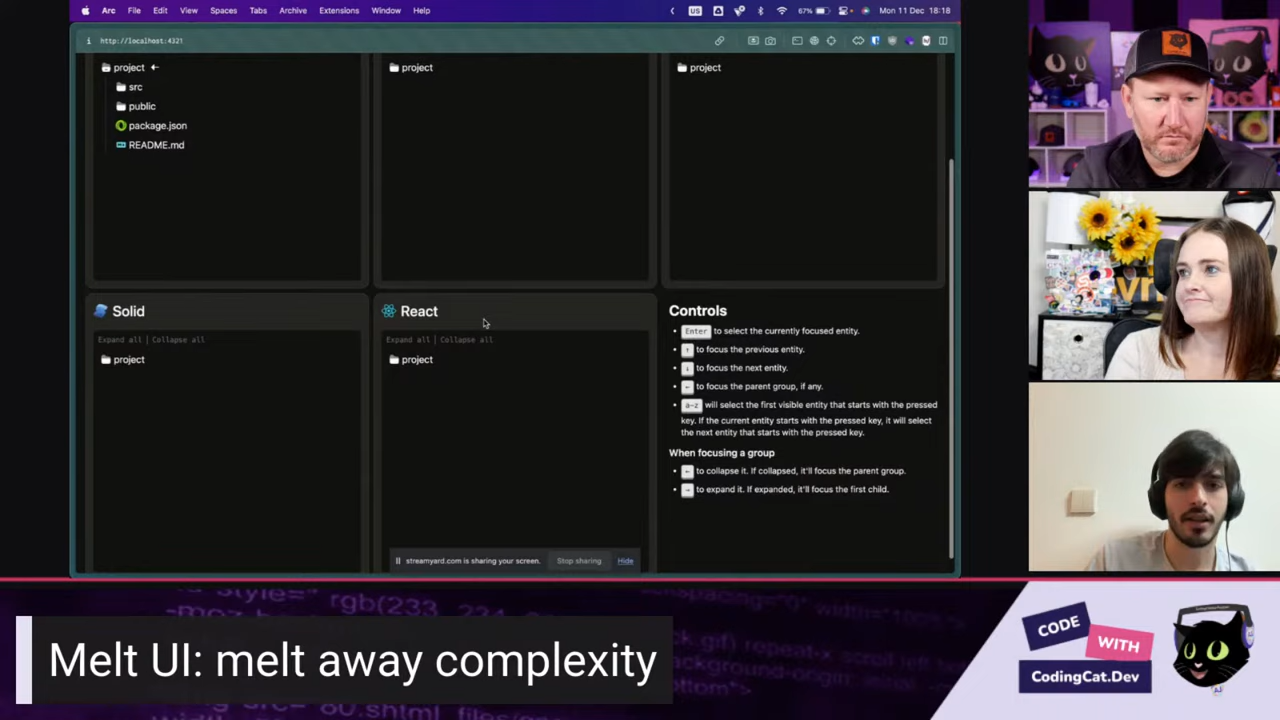 Arc File Edit View Spaces Tabs Archive Extensions Window Help
US 67% Mon 11 Dec 18:18
http://localhost:4321
project
src
public
package.json
README.md
project
project
Solid
Expand all | Collapse all
project
React
Expand all | Collapse all
project
Controls
Enter to select the currently focused entity.
↑ to focus the previous entity.
↓ to focus the next entity.
← to focus the parent group, if any.
a-z will select the first visible entity that starts with the pressed
key. If the current entity starts with the pressed key, it will select
the next entity that starts with the pressed key.
When focusing a group
← to collapse it. If collapsed, it'll focus the parent group.
→ to expand it. If expanded, it'll focus the first child.
streamyard.com is sharing your screen. Stop sharing Hide
Melt UI: melt away complexity
CODE
WITH
CodingCat.Dev